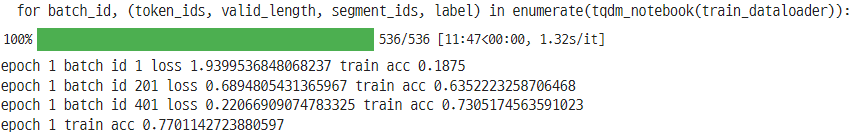 for batch_id, (token_ids, valid_length, segment_ids, label) in enumerate(tqdm_notebook(train_dataloader)):
100% 536/536 [11:47<00:00, 1.32s/it]
epoch 1 batch id 1 loss 1.9399536848068237 train acc 0.1875
epoch 1 batch id 201 loss 0.6894805431365967 train acc 0.6352223258706468
epoch 1 batch id 401 loss 0.22066909074783325 train acc 0.7305174563591023
epoch 1 train acc 0.7701142723880597